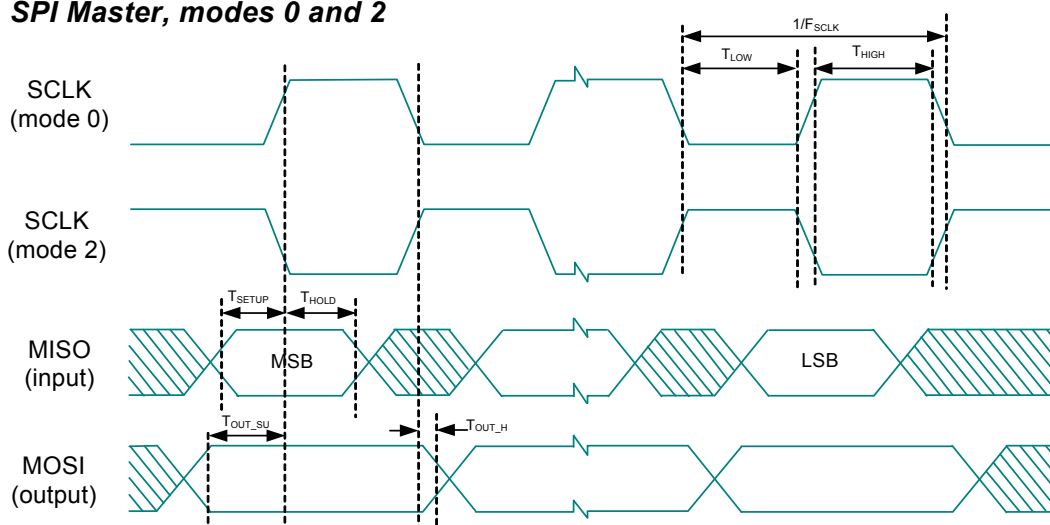 SPI Master, modes 0 and 2
1/FSCLK
TLOW
THIGH
SCLK
(mode 0)
SCLK
(mode 2)
TSETUP
THOLD
MISO
(input)
MSB
LSB
TOUT_SU
TOUT_H
MOSI
(output)